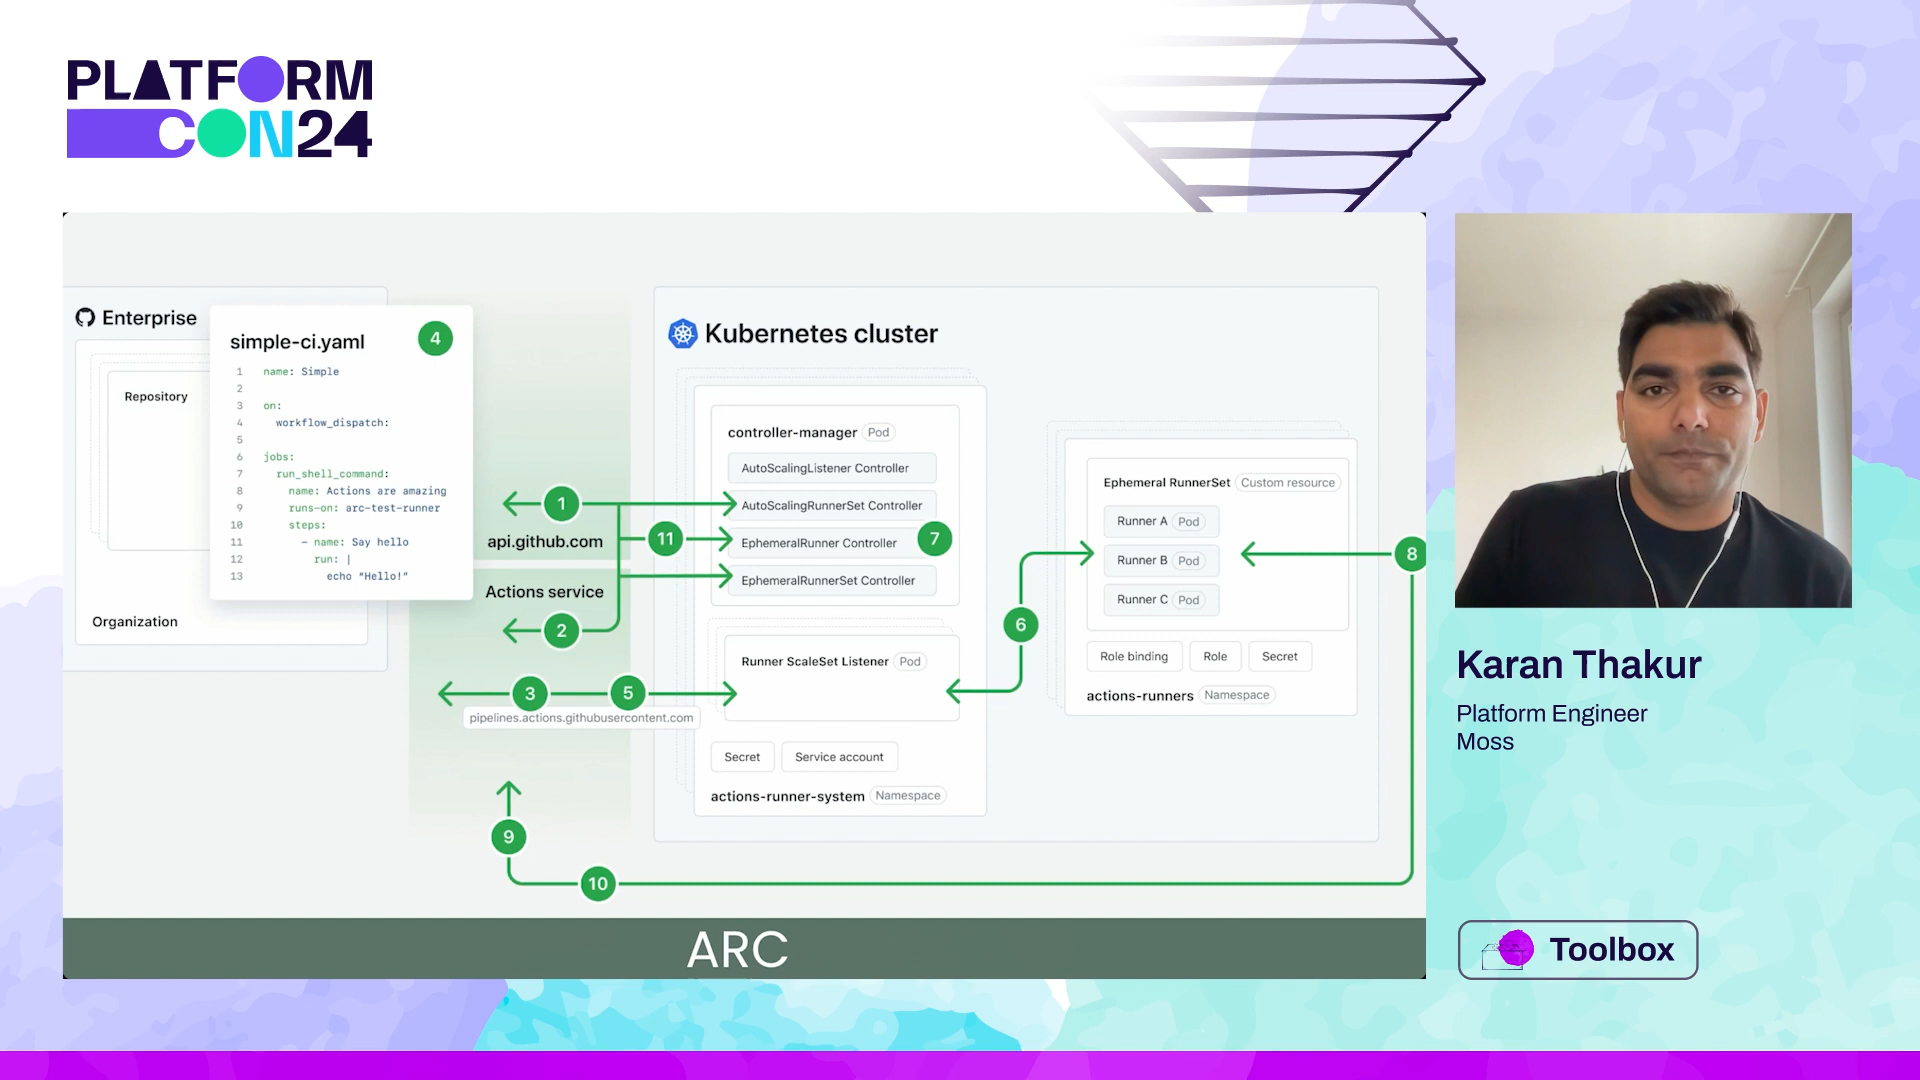 PLATFORM
CON24
Enterprise
Repository
Organization
simple-ci.yaml
4
1 name: Simple
2
3 on:
4 workflow_dispatch:
5
6 jobs:
7 run_shell_command:
8 name: Actions are amazing
9 runs-on: arc-test-runner
10 steps:
11 - name: Say hello
12 run: |
13 echo "Hello!"
1
api.github.com
11
Actions service
2
3
5
pipelines.actions.githubusercontent.com
9
10
Kubernetes cluster
controller-manager Pod
AutoScalingListener Controller
AutoScalingRunnerSet Controller
EphemeralRunner Controller
7
EphemeralRunnerSet Controller
Runner ScaleSet Listener Pod
Secret
Service account
actions-runner-system Namespace
6
Ephemeral RunnerSet Custom resource
Runner A Pod
Runner B Pod
Runner C Pod
8
Role binding
Role
Secret
actions-runners Namespace
ARC
Karan Thakur
Platform Engineer
Moss
Toolbox